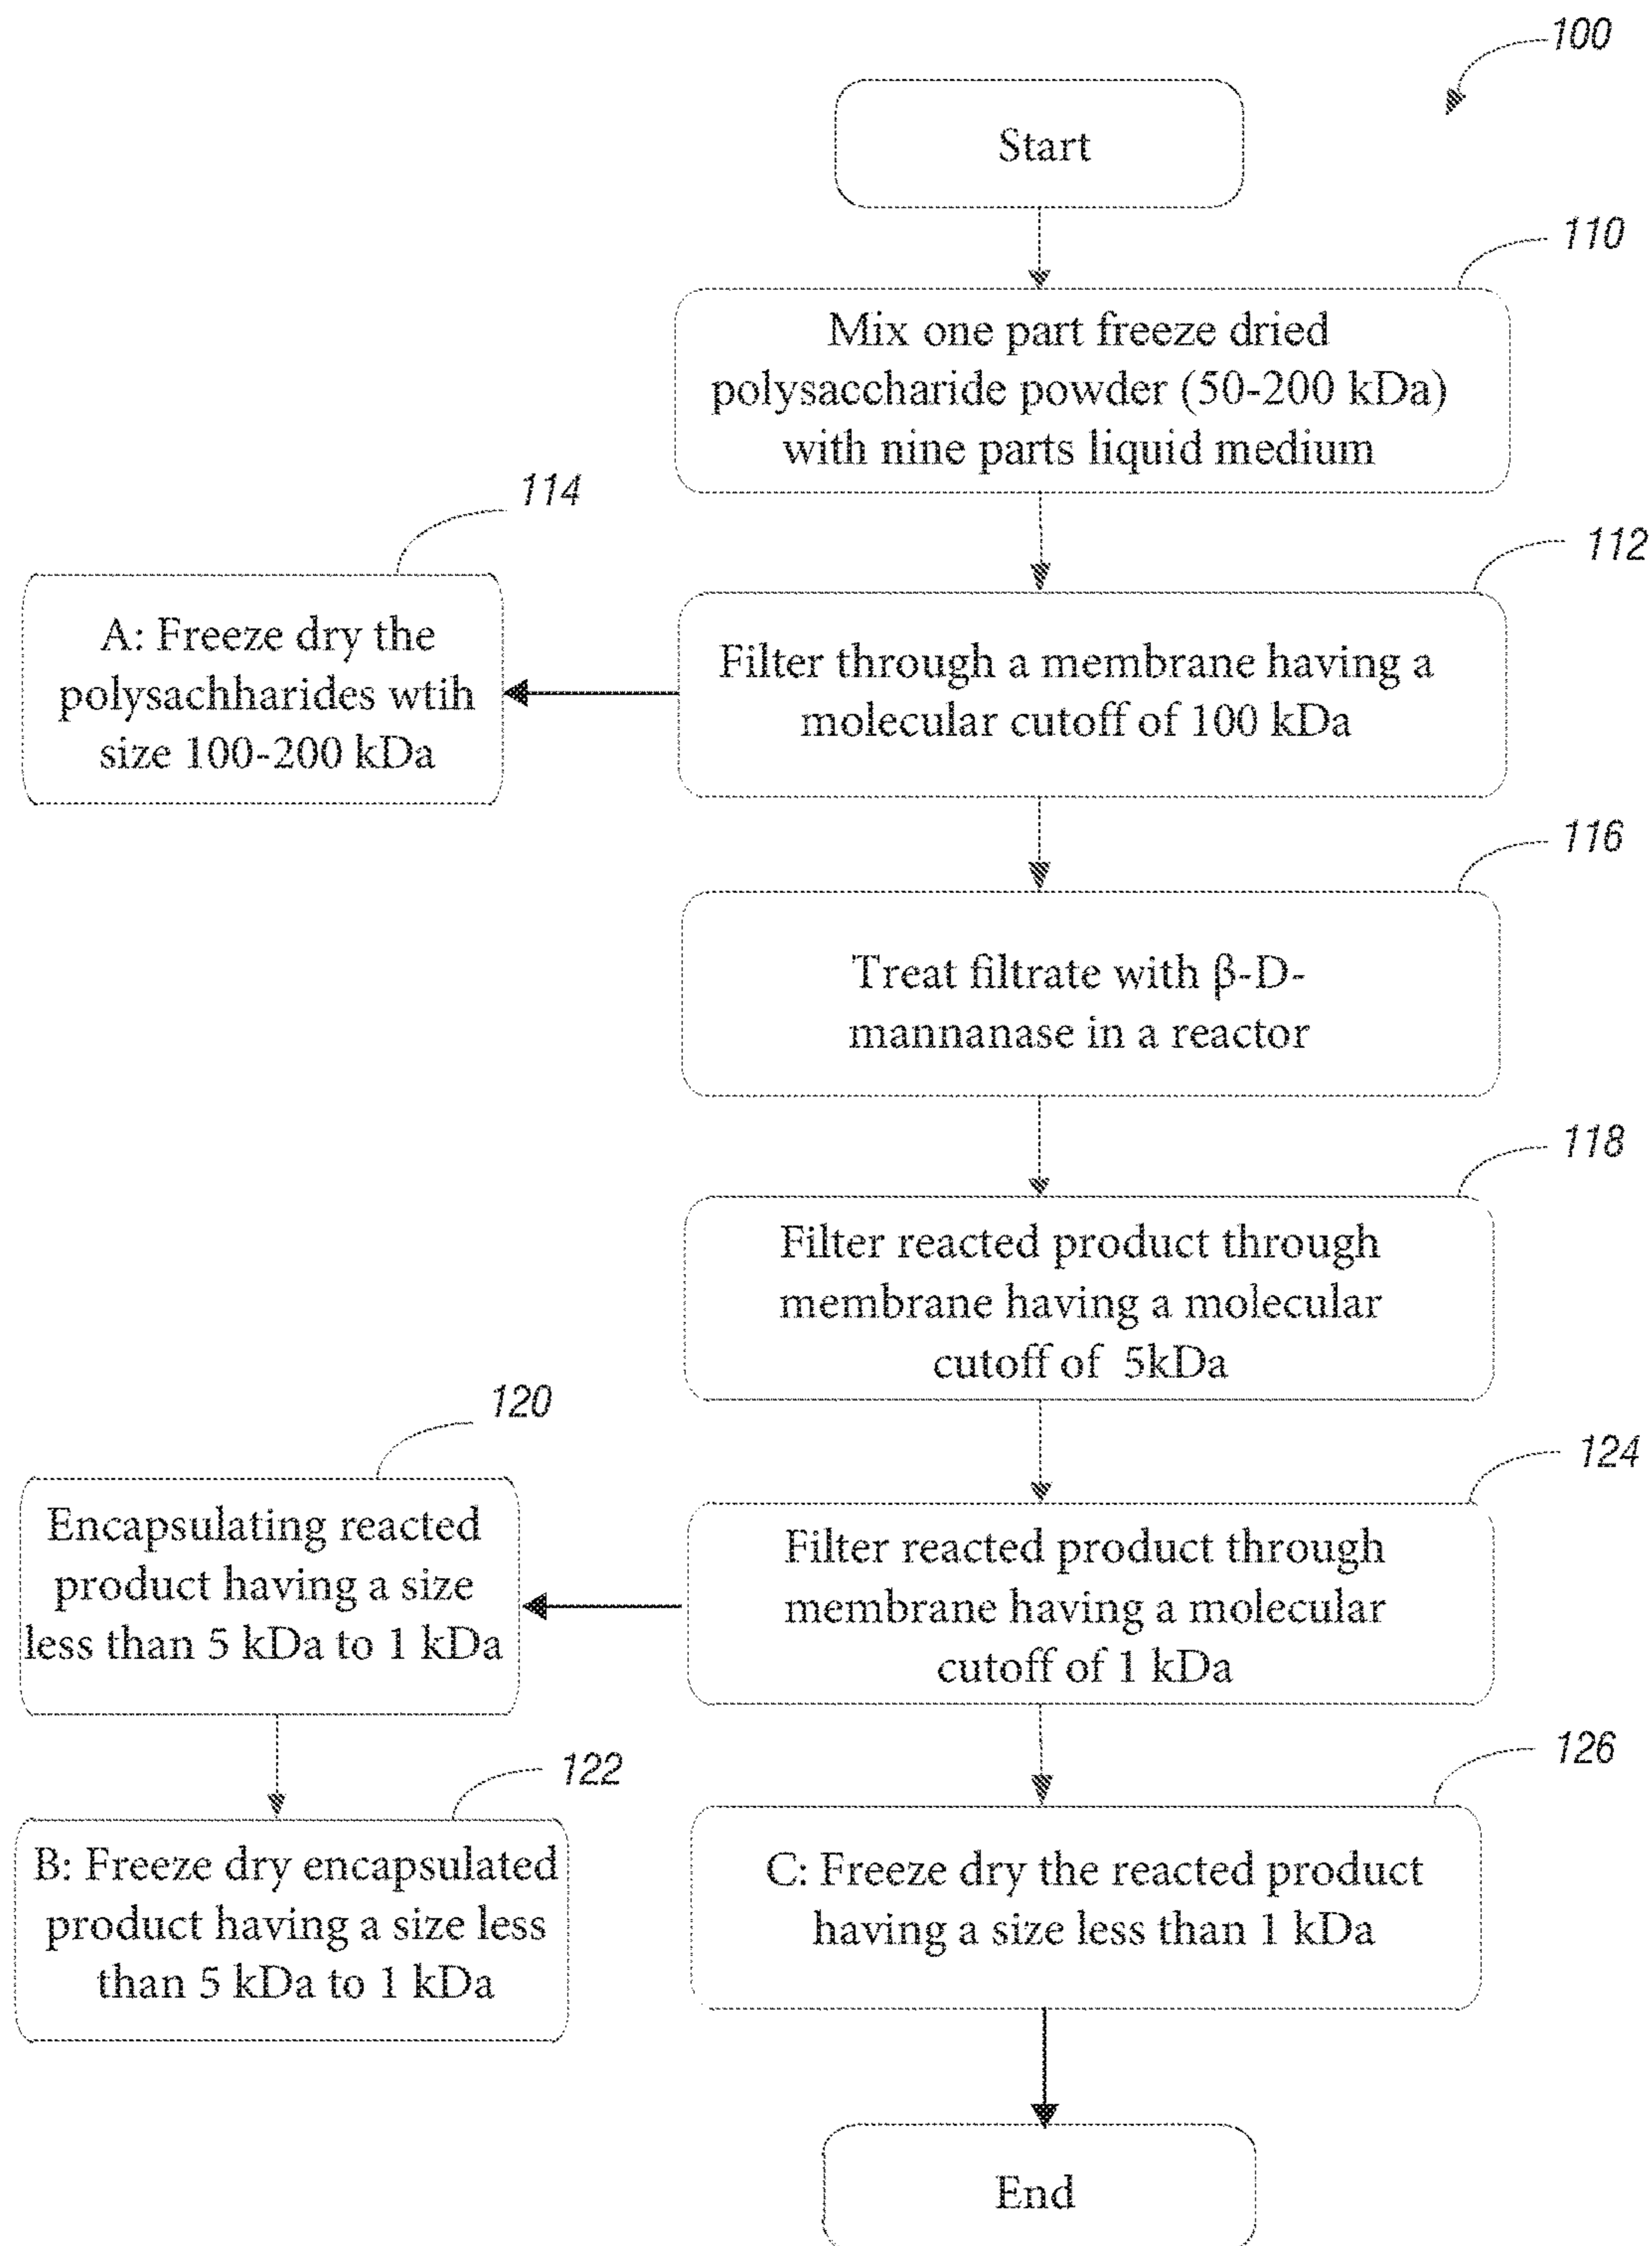 100
Start
110
Mix one part freeze dried
polysaccharide powder (50-200 kDa)
with nine parts liquid medium
114
112
A: Freeze dry the
polysachharides wtih
size 100-200 kDa
Filter through a membrane having a
molecular cutoff of 100 kDa
116
Treat filtrate with β-D-
mannanase in a reactor
118
Filter reacted product through
membrane having a molecular
cutoff of 5kDa
120
124
Encapsulating reacted
product having a size
less than 5 kDa to 1 kDa
Filter reacted product through
membrane having a molecular
cutoff of 1 kDa
122
126
B: Freeze dry encapsulated
product having a size less
than 5 kDa to 1 kDa
C: Freeze dry the reacted product
having a size less than 1 kDa
End